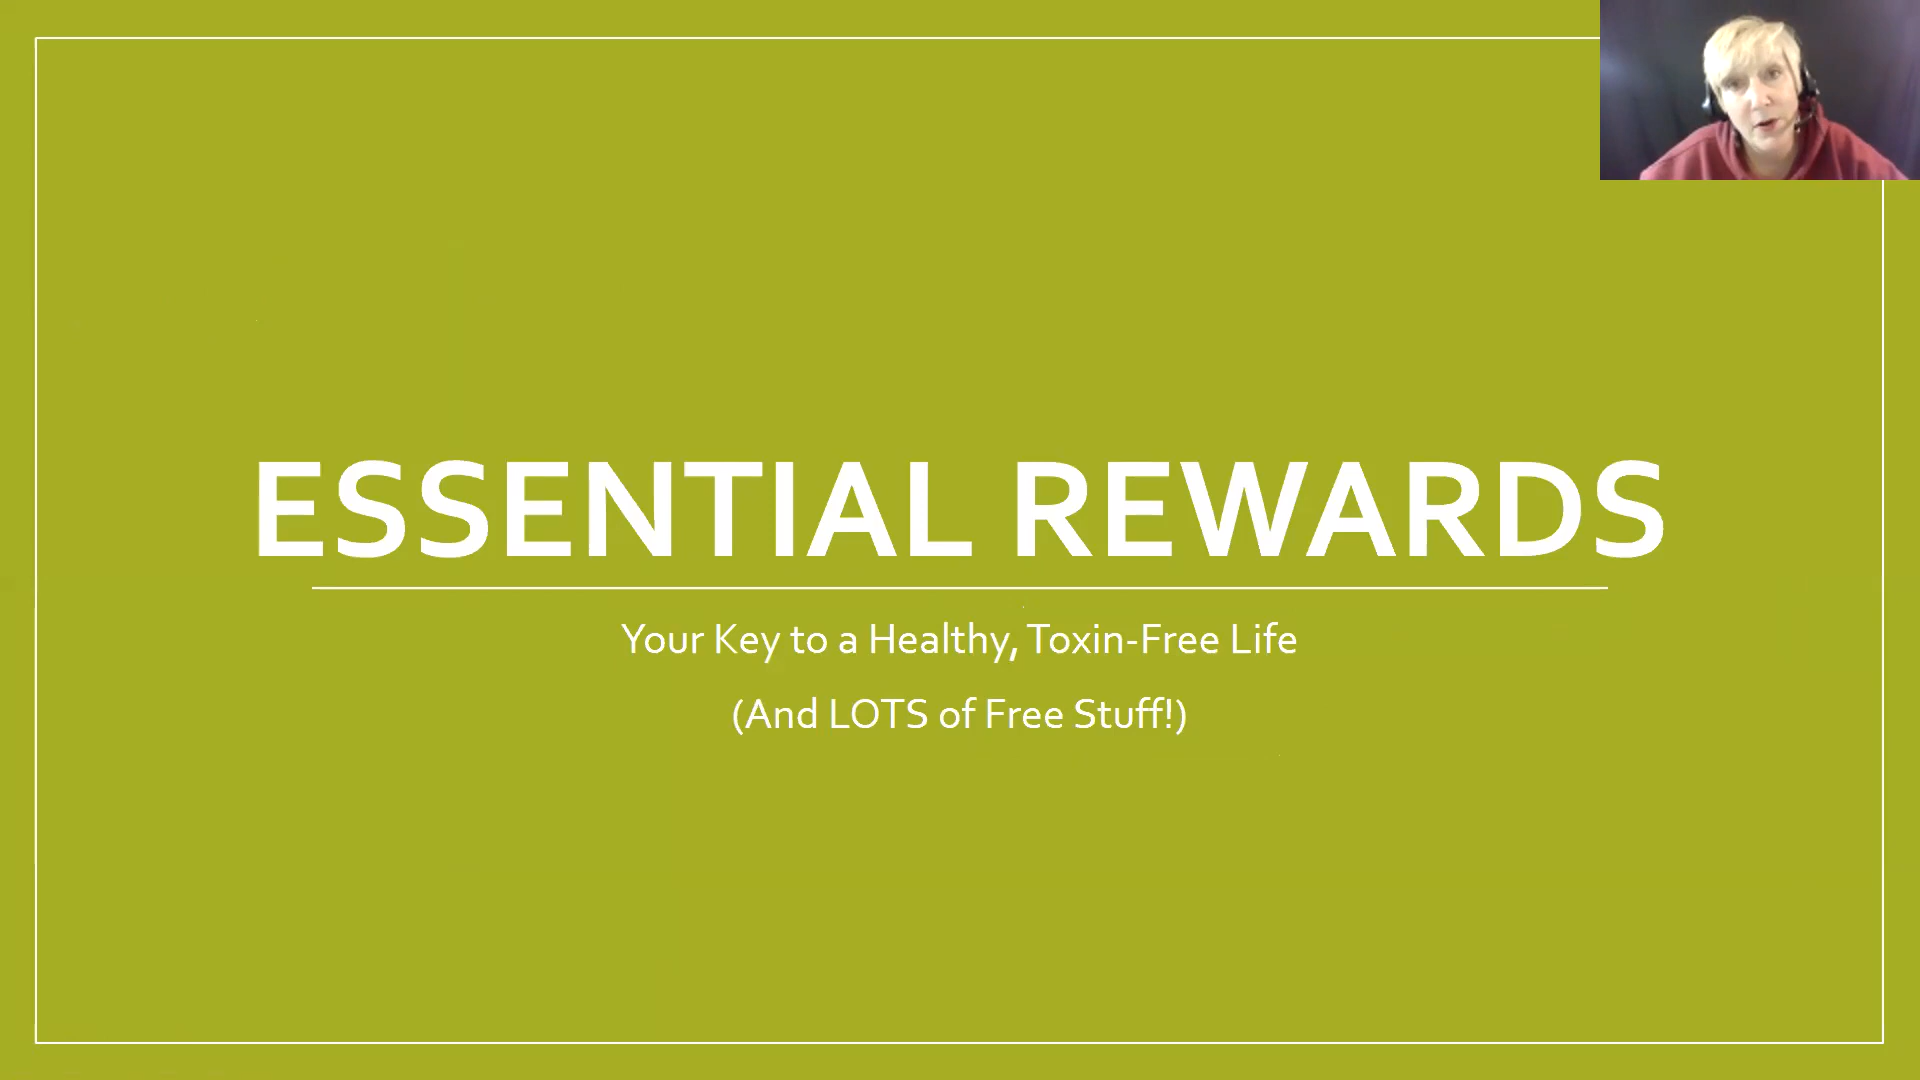 ESSENTIAL REWARDS
Your Key to a Healthy, Toxin-Free Life
(And LOTS of Free Stuff!)